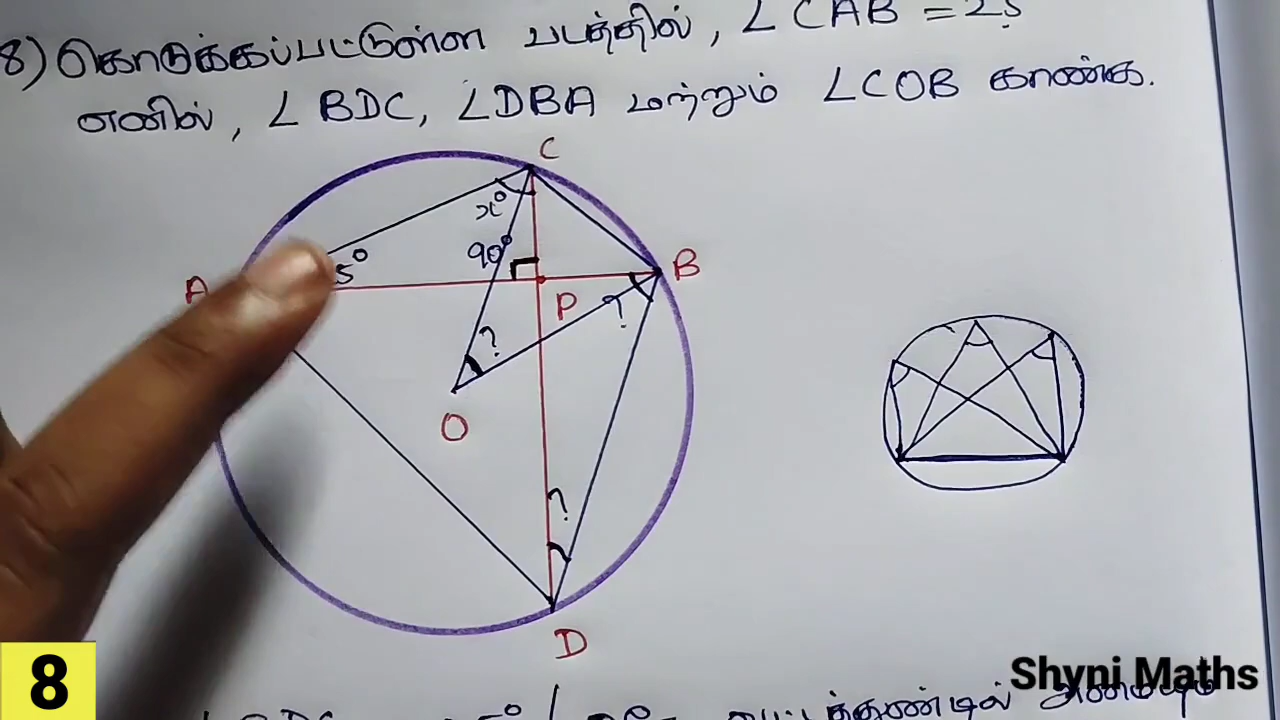 8) கொடுக்கப்பட்டுள்ள படத்தில், ∠CAB = 25
எனில், ∠BDC, ∠DBA மற்றும் ∠COB காண்க.
C
x°
90°
5°
A
B
P
?
?
O
?
D
8
Shyni Maths